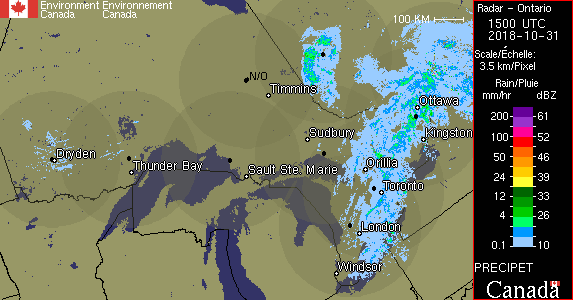 Environment Environnement
Canada Canada
100 KM
N/O
Timmins
Ottawa
Sudbury
Kingston
Dryden
Thunder Bay
Sault Ste. Marie
Orillia
Toronto
London
Windsor
Radar - Ontario
1500 UTC
2018-10-31
Scale/Échelle:
3.5 km/Pixel
Rain/Pluie
mm/hr dBZ
200 61
100 52
50 46
24 39
12 33
4 26
0.1 10
PRECIPET
Canada